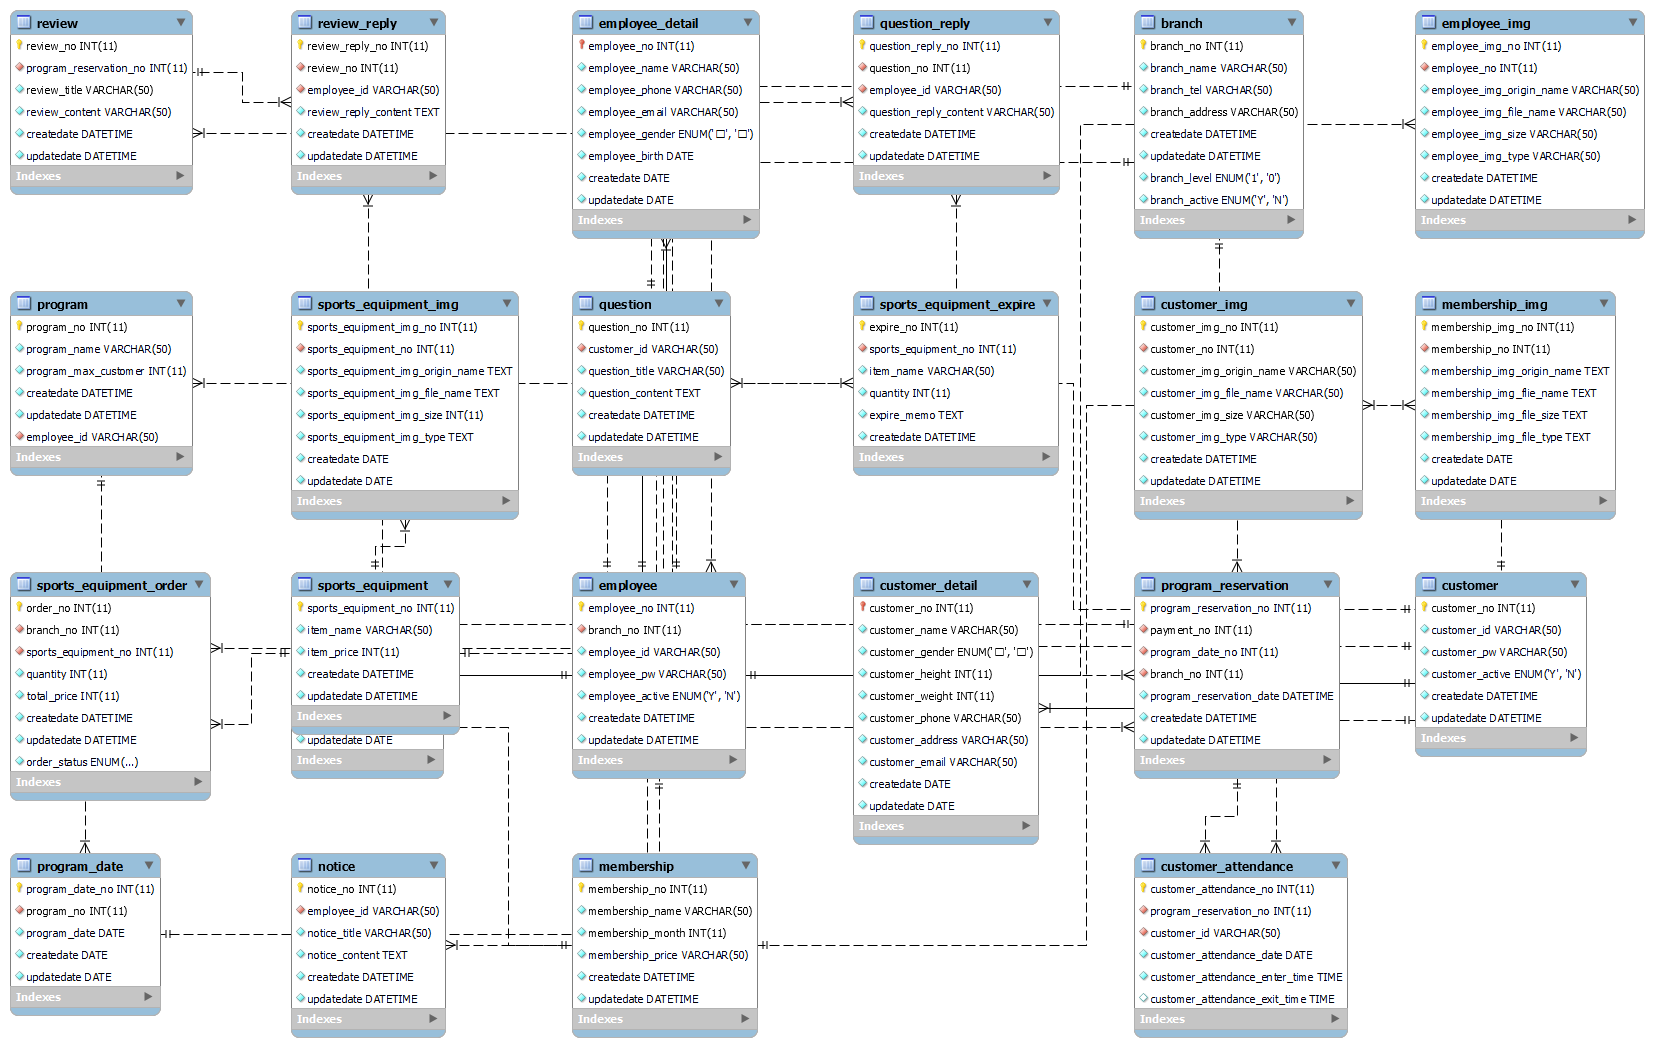 review
review_no INT(11)
program_reservation_no INT(11)
review_title VARCHAR(50)
review_content VARCHAR(50)
createdate DATETIME
updatedate DATETIME
Indexes
review_reply
review_reply_no INT(11)
review_no INT(11)
employee_id VARCHAR(50)
review_reply_content TEXT
createdate DATETIME
updatedate DATETIME
Indexes
employee_detail
employee_no INT(11)
employee_name VARCHAR(50)
employee_phone VARCHAR(50)
employee_email VARCHAR(50)
employee_gender ENUM('□', '□')
employee_birth DATE
createdate DATE
updatedate DATE
Indexes
question_reply
question_reply_no INT(11)
question_no INT(11)
employee_id VARCHAR(50)
question_reply_content VARCHAR(50)
createdate DATETIME
updatedate DATETIME
Indexes
branch
branch_no INT(11)
branch_name VARCHAR(50)
branch_tel VARCHAR(50)
branch_address VARCHAR(50)
createdate DATETIME
updatedate DATETIME
branch_level ENUM('1', '0')
branch_active ENUM('Y', 'N')
Indexes
employee_img
employee_img_no INT(11)
employee_no INT(11)
employee_img_origin_name VARCHAR(50)
employee_img_file_name VARCHAR(50)
employee_img_size VARCHAR(50)
employee_img_type VARCHAR(50)
createdate DATETIME
updatedate DATETIME
Indexes
program
program_no INT(11)
program_name VARCHAR(50)
program_max_customer INT(11)
createdate DATETIME
updatedate DATETIME
employee_id VARCHAR(50)
Indexes
sports_equipment_img
sports_equipment_img_no INT(11)
sports_equipment_no INT(11)
sports_equipment_img_origin_name TEXT
sports_equipment_img_file_name TEXT
sports_equipment_img_size INT(11)
sports_equipment_img_type TEXT
createdate DATE
updatedate DATE
Indexes
question
question_no INT(11)
customer_id VARCHAR(50)
question_title VARCHAR(50)
question_content TEXT
createdate DATETIME
updatedate DATETIME
Indexes
sports_equipment_expire
expire_no INT(11)
sports_equipment_no INT(11)
item_name VARCHAR(50)
quantity INT(11)
expire_memo TEXT
createdate DATETIME
Indexes
customer_img
customer_img_no INT(11)
customer_no INT(11)
customer_img_origin_name VARCHAR(50)
customer_img_file_name VARCHAR(50)
customer_img_size VARCHAR(50)
customer_img_type VARCHAR(50)
createdate DATETIME
updatedate DATETIME
Indexes
membership_img
membership_img_no INT(11)
membership_no INT(11)
membership_img_origin_name TEXT
membership_img_file_name TEXT
membership_img_file_size TEXT
membership_img_file_type TEXT
createdate DATE
updatedate DATE
Indexes
sports_equipment_order
order_no INT(11)
branch_no INT(11)
sports_equipment_no INT(11)
quantity INT(11)
total_price INT(11)
createdate DATETIME
updatedate DATETIME
order_status ENUM(...)
Indexes
sports_equipment
sports_equipment_no INT(11)
item_name VARCHAR(50)
item_price INT(11)
createdate DATETIME
updatedate DATETIME
Indexes
updatedate DATE
Indexes
employee
employee_no INT(11)
branch_no INT(11)
employee_id VARCHAR(50)
employee_pw VARCHAR(50)
employee_active ENUM('Y', 'N')
createdate DATETIME
updatedate DATETIME
Indexes
customer_detail
customer_no INT(11)
customer_name VARCHAR(50)
customer_gender ENUM('□', '□')
customer_height INT(11)
customer_weight INT(11)
customer_phone VARCHAR(50)
customer_address VARCHAR(50)
customer_email VARCHAR(50)
createdate DATE
updatedate DATE
Indexes
program_reservation
program_reservation_no INT(11)
payment_no INT(11)
program_date_no INT(11)
branch_no INT(11)
program_reservation_date DATETIME
createdate DATETIME
updatedate DATETIME
Indexes
customer
customer_no INT(11)
customer_id VARCHAR(50)
customer_pw VARCHAR(50)
customer_active ENUM('Y', 'N')
createdate DATETIME
updatedate DATETIME
Indexes
program_date
program_date_no INT(11)
program_no INT(11)
program_date DATE
createdate DATE
updatedate DATE
Indexes
notice
notice_no INT(11)
employee_id VARCHAR(50)
notice_title VARCHAR(50)
notice_content TEXT
createdate DATETIME
updatedate DATETIME
Indexes
membership
membership_no INT(11)
membership_name VARCHAR(50)
membership_month INT(11)
membership_price VARCHAR(50)
createdate DATETIME
updatedate DATETIME
Indexes
customer_attendance
customer_attendance_no INT(11)
program_reservation_no INT(11)
customer_id VARCHAR(50)
customer_attendance_date DATE
customer_attendance_enter_time TIME
customer_attendance_exit_time TIME
Indexes